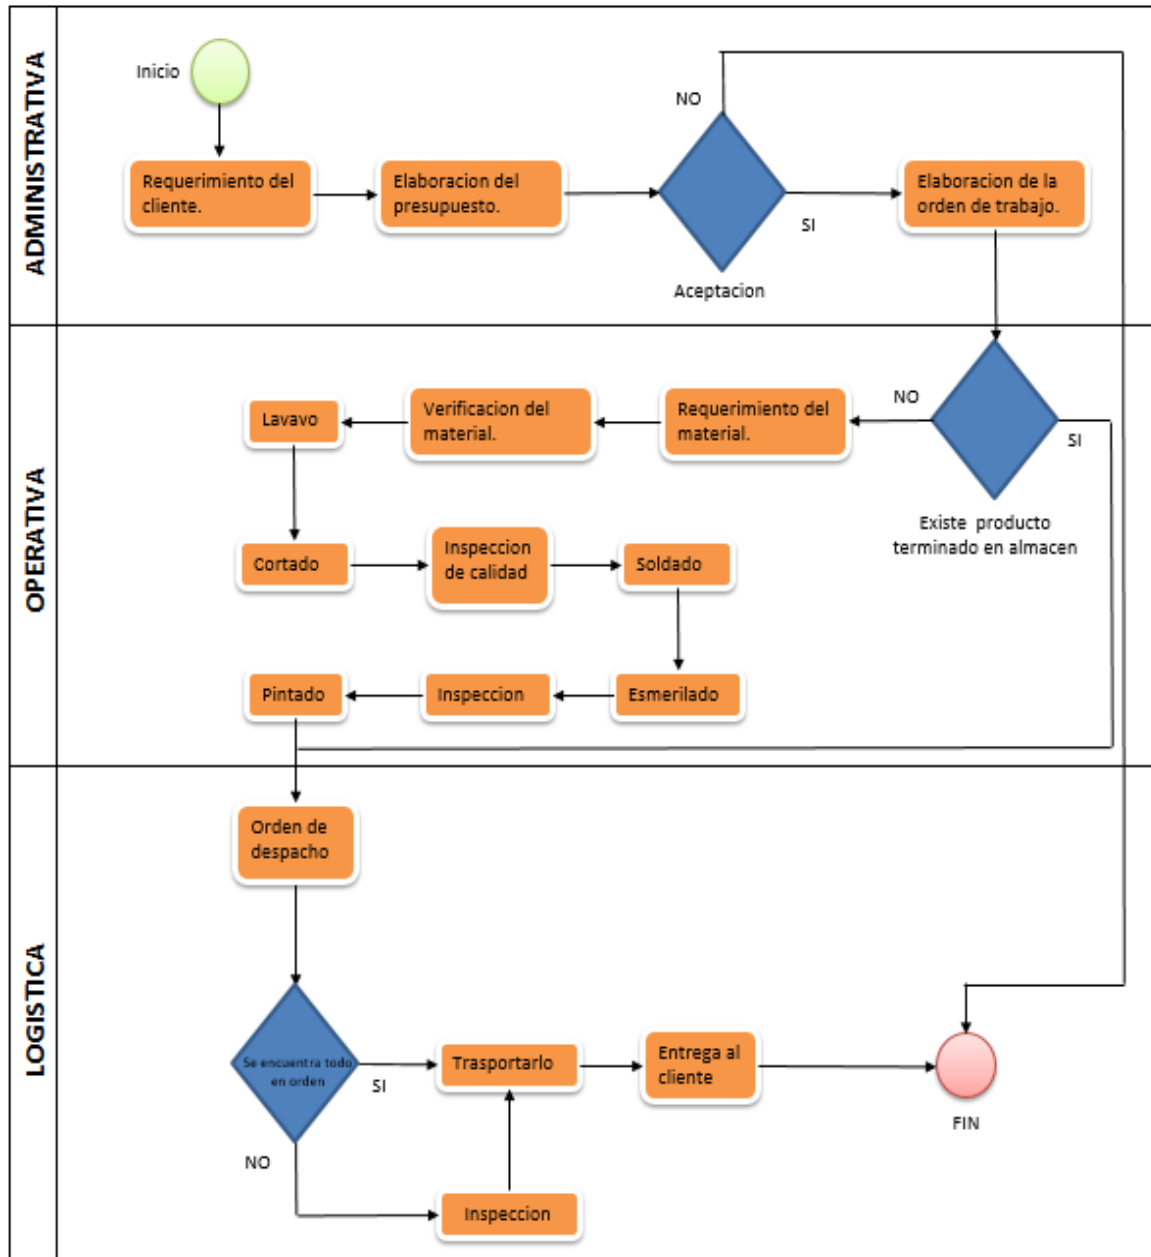 ADMINISTRATIVA
Inicio
NO
Requerimiento del
cliente.
Elaboracion del
presupuesto.
SI
Elaboracion de la
orden de trabajo.
Aceptacion
OPERATIVA
Lavavo
Verificacion del
material.
Requerimiento del
material.
NO
SI
Existe producto
terminado en almacen
Cortado
Inspeccion
de calidad
Soldado
Pintado
Inspeccion
Esmerilado
LOGISTICA
Orden de
despacho
Se encuentra todo
en orden
SI
Trasportarlo
Entrega al
cliente
FIN
NO
Inspeccion